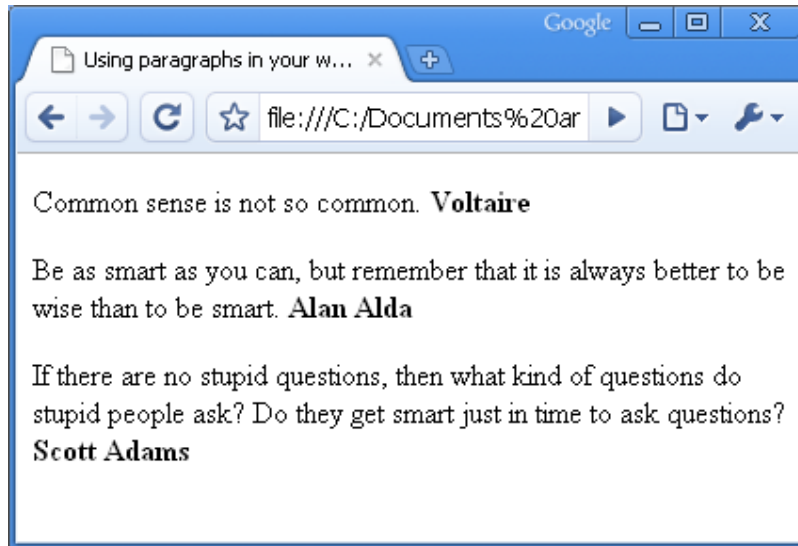 Google
Using paragraphs in your w...
file:///C:/Documents%20ar
Common sense is not so common. Voltaire
Be as smart as you can, but remember that it is always better to be
wise than to be smart. Alan Alda
If there are no stupid questions, then what kind of questions do
stupid people ask? Do they get smart just in time to ask questions?
Scott Adams